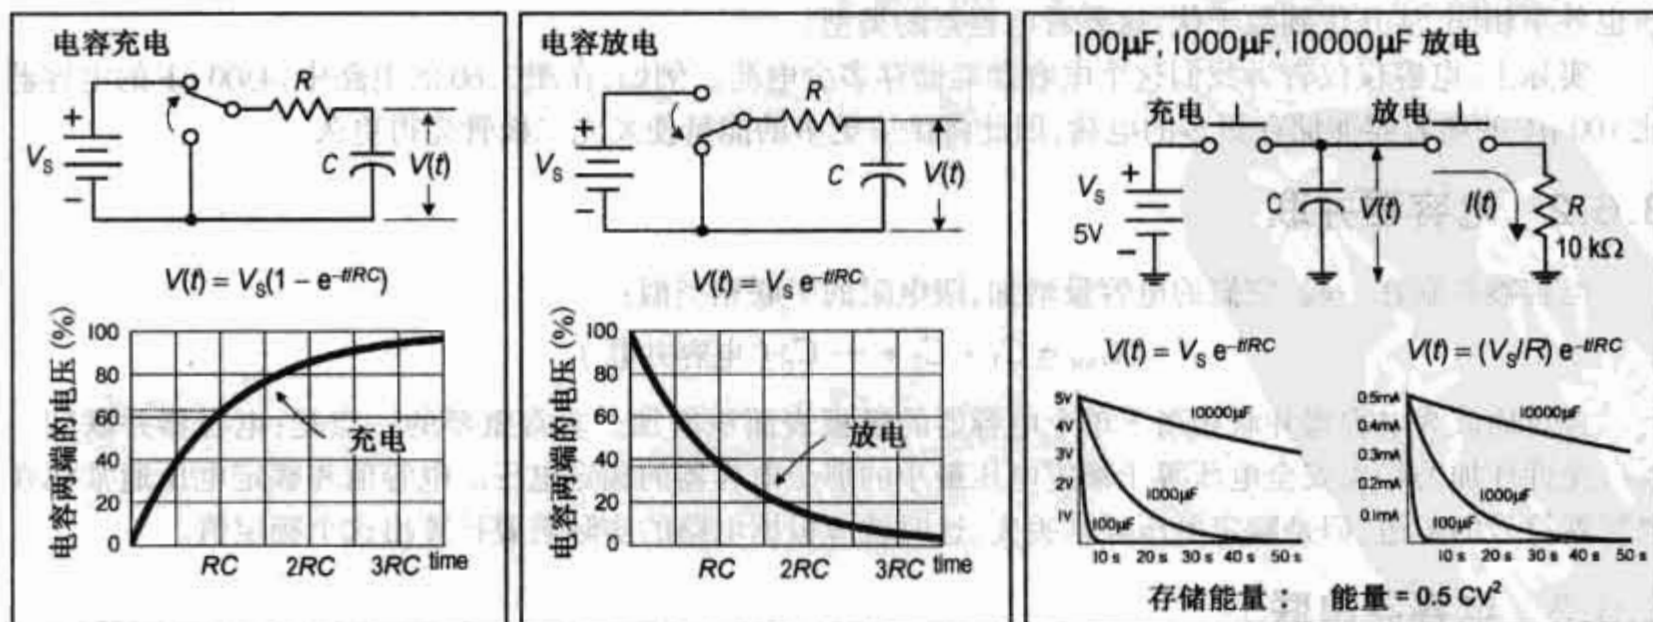 电容充电
R
+
V_S
−
C
V(t)
V(t) = V_S(1 − e^–t/RC)
电容两端的电压 (%)
100
80
60
40
20
0
充电
RC 2RC 3RC time
电容放电
R
+
V_S
−
C
V(t)
V(t) = V_S e^–t/RC
电容两端的电压 (%)
100
80
60
40
20
0
放电
RC 2RC 3RC time
100μF, 1000μF, 10000μF 放电
充电 放电
+
V_S
5V
−
C
V(t)
I(t)
R
10 kΩ
V(t) = V_S e^–t/RC
V(t) = (V_S/R) e^–t/RC
5V
4V
3V
2V
1V
10000μF
1000μF
100μF
10 s 20 s 30 s 40 s 50 s
0.5mA
0.4mA
0.3mA
0.2mA
0.1mA
10000μF
1000μF
100μF
10 s 20 s 30 s 40 s 50 s
存储能量： 能量 = 0.5 CV²